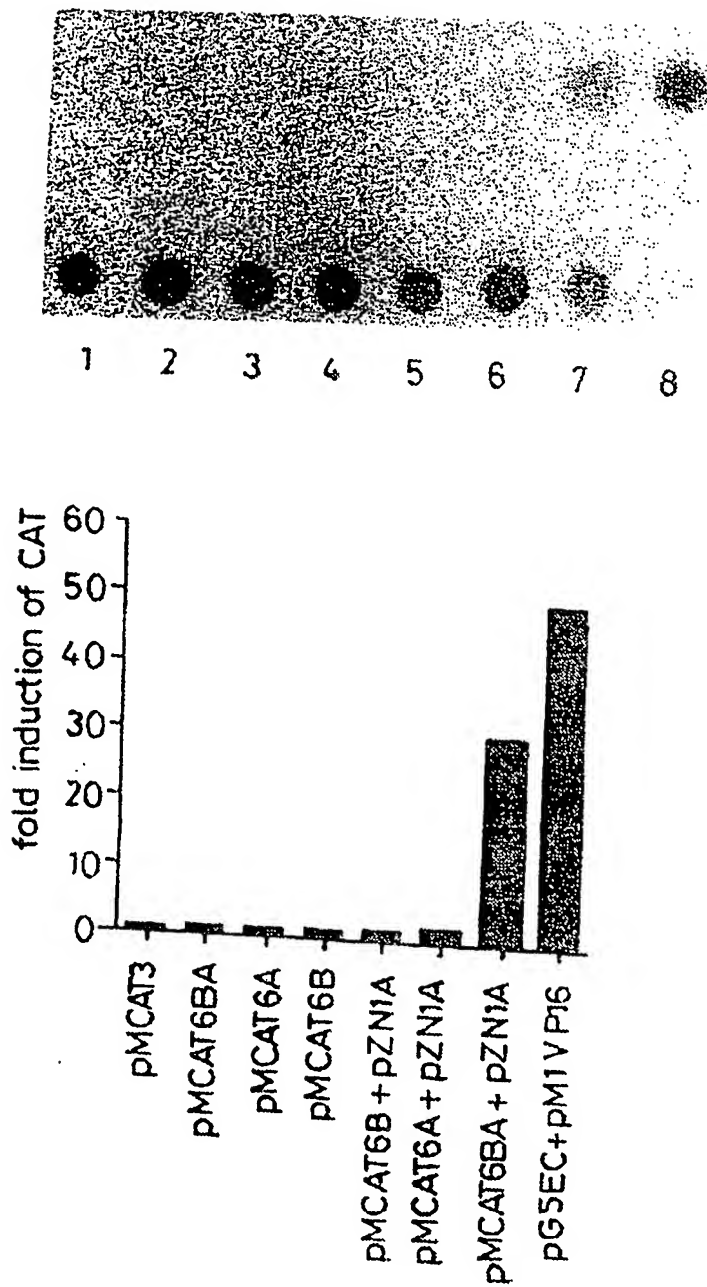 1 2 3 4 5 6 7 8
fold induction of CAT
60
50
40
30
20
10
0
pMCAT3
pMCAT6BA
pMCAT6A
pMCAT6B
pMCAT6B + pZN1A
pMCAT6A + pZN1A
pMCAT6BA + pZN1A
pG5EC + pM1VP16